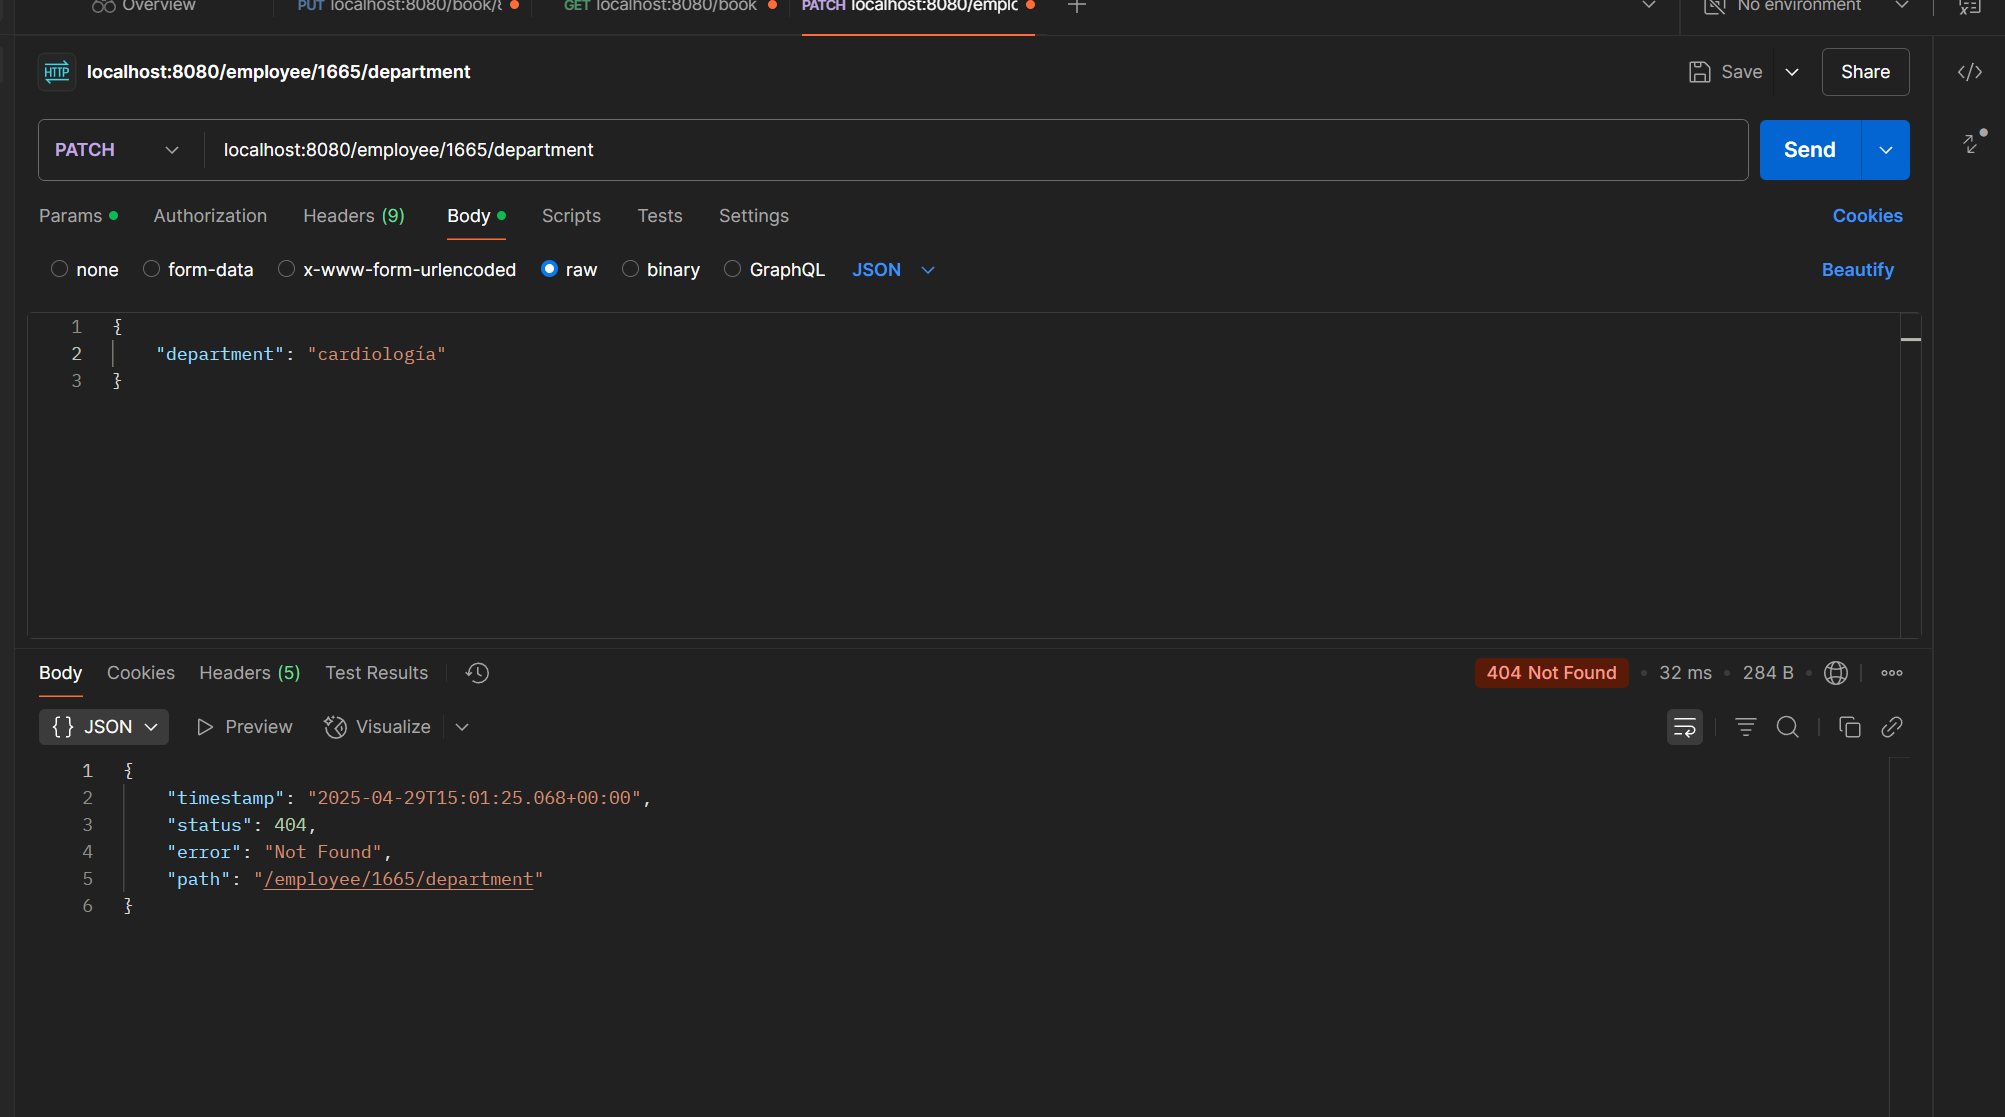 Overview PUT localhost:8080/book/ GET localhost:8080/book PATCH localhost:8080/emplo No environment
HTTP localhost:8080/employee/1665/department Save Share
PATCH localhost:8080/employee/1665/department Send
Params Authorization Headers (9) Body Scripts Tests Settings Cookies
none form-data x-www-form-urlencoded raw binary GraphQL JSON Beautify
1 {
2 "department": "cardiología"
3 }
Body Cookies Headers (5) Test Results 404 Not Found 32 ms 284 B
{} JSON Preview Visualize
1 {
2 "timestamp": "2025-04-29T15:01:25.068+00:00",
3 "status": 404,
4 "error": "Not Found",
5 "path": "/employee/1665/department"
6 }